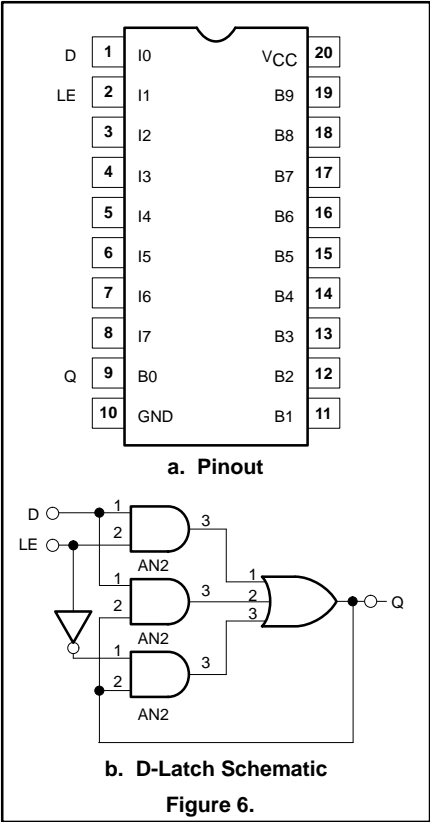 D 1 I0 VCC 20
LE 2 I1 B9 19
3 I2 B8 18
4 I3 B7 17
5 I4 B6 16
6 I5 B5 15
7 I6 B4 14
8 I7 B3 13
Q 9 B0 B2 12
10 GND B1 11
a. Pinout
D 1 3
LE 2
AN2
1 1
2 3 2 Q
AN2 3
1 3
2
AN2
b. D-Latch Schematic
Figure 6.